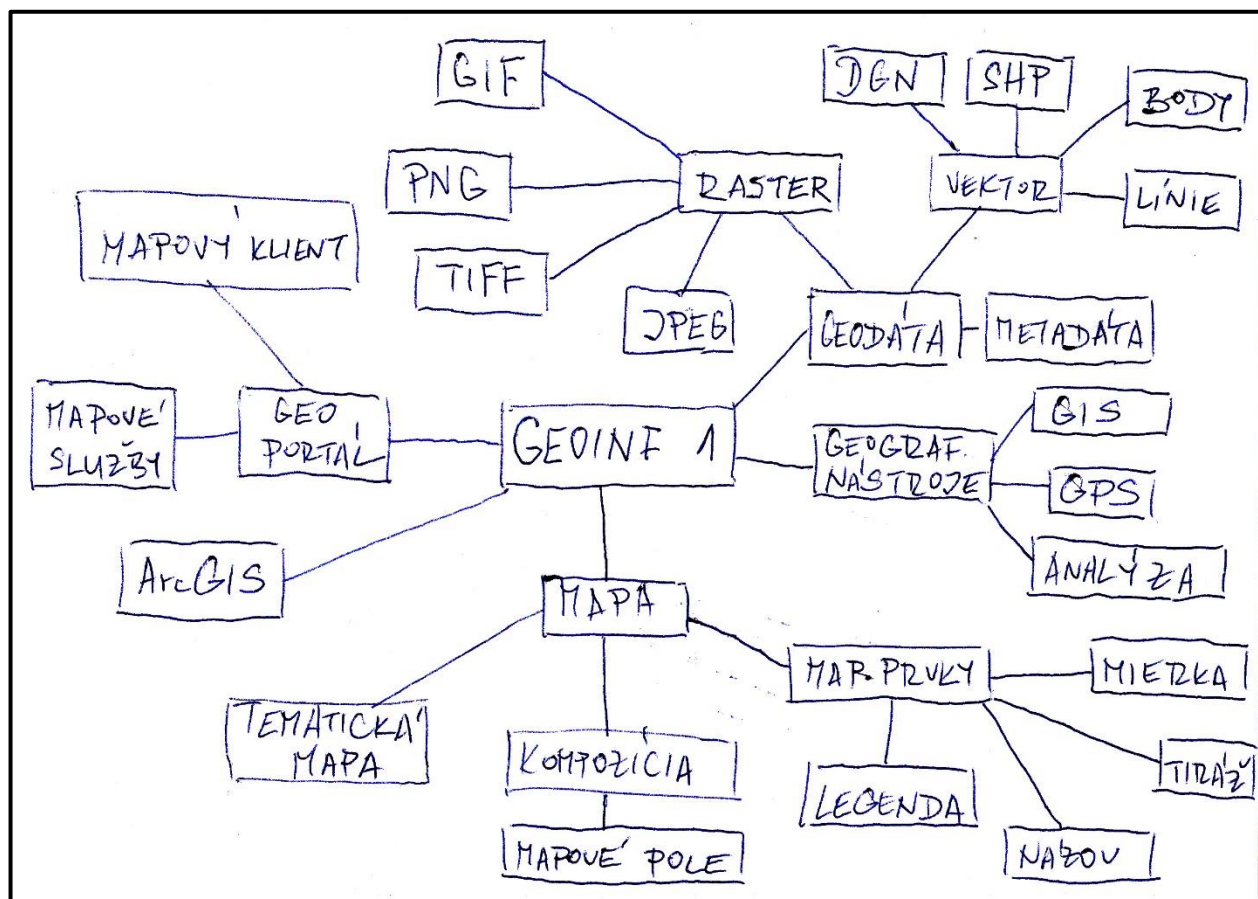 GIF
DGN
SHP
BODY
PNG
RASTER
VEKTOR
LÍNIE
MAPOVÝ KLIENT
TIFF
JPEG
GEODÁTA
METADÁTA
MAPOVÉ
SLUŽBY
GEO
PORTÁL
GEOINF 1
GEOGRAF.
NÁSTROJE
GIS
GPS
ANALÝZA
ArcGIS
MAPA
MAP. PRVKY
MIERKA
TEMATICKÁ
MAPA
KOMPOZÍCIA
LEGENDA
TIRÁŽ
MAPOVÉ POLE
NÁZOV